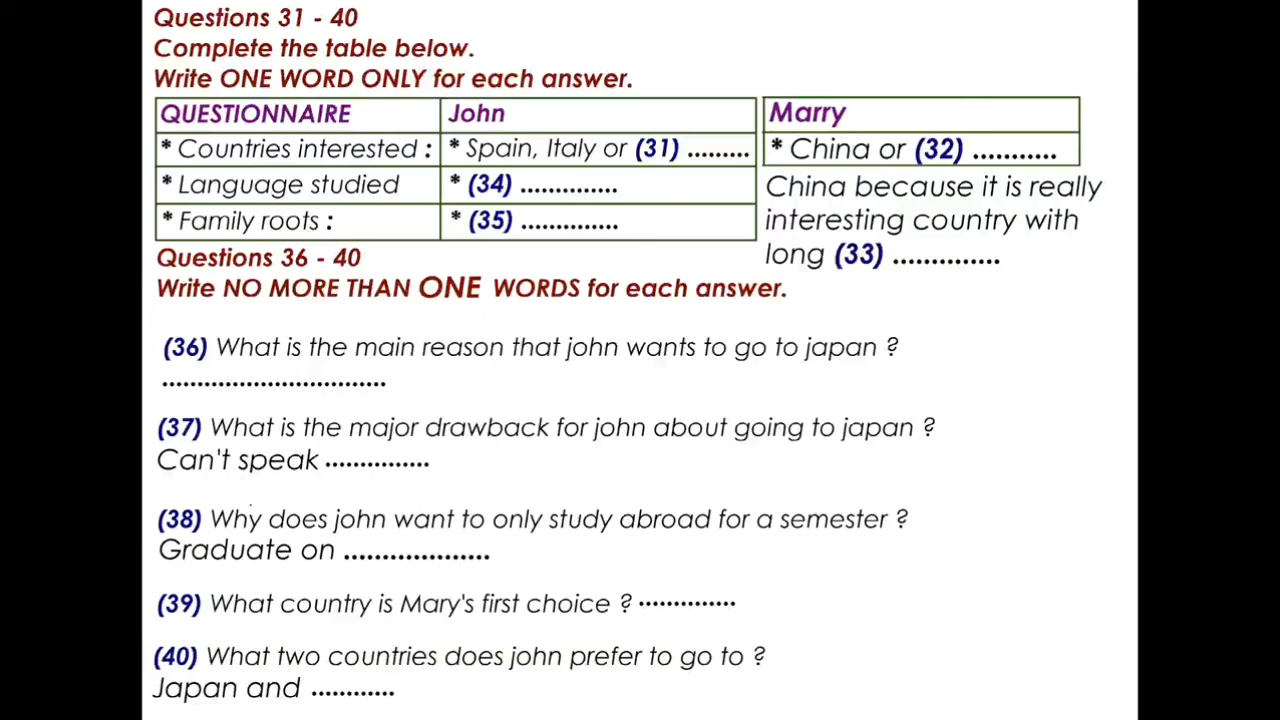 Questions 31 - 40
Complete the table below.
Write ONE WORD ONLY for each answer.
QUESTIONNAIRE John Marry
* Countries interested : * Spain, Italy or (31) ......... * China or (32) ...........
* Language studied * (34) ..............
* Family roots : * (35) ..............
China because it is really
interesting country with
long (33) ..............
Questions 36 - 40
Write NO MORE THAN ONE WORDS for each answer.
(36) What is the main reason that john wants to go to japan ?
................................
(37) What is the major drawback for john about going to japan ?
Can't speak ...............
(38) Why does john want to only study abroad for a semester ?
Graduate on ...................
(39) What country is Mary's first choice ? ..............
(40) What two countries does john prefer to go to ?
Japan and ............